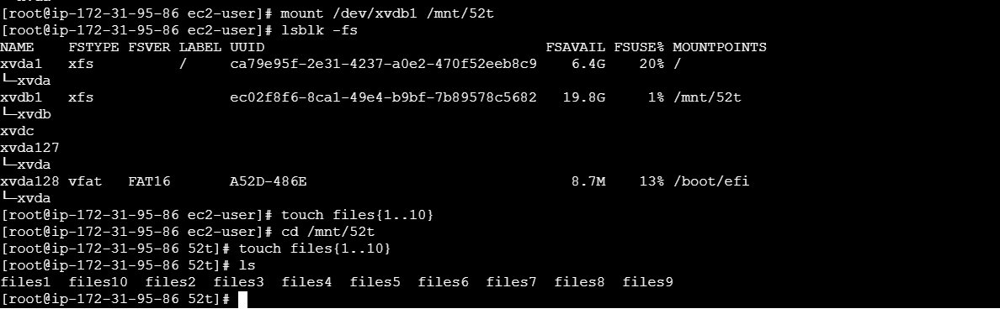 └─xvda
[root@ip-172-31-95-86 ec2-user]# mount /dev/xvdb1 /mnt/52t
[root@ip-172-31-95-86 ec2-user]# lsblk -fs
NAME    FSTYPE FSVER LABEL UUID                                 FSAVAIL FSUSE% MOUNTPOINTS
xvda1   xfs          /     ca79e95f-2e31-4237-a0e2-470f52eeb8c9    6.4G    20% /
└─xvda
xvdb1   xfs                ec02f8f6-8ca1-49e4-b9bf-7b89578c5682   19.8G     1% /mnt/52t
└─xvdb
xvdc
xvda127
└─xvda
xvda128 vfat   FAT16       A52D-486E                               8.7M    13% /boot/efi
└─xvda
[root@ip-172-31-95-86 ec2-user]# touch files{1..10}
[root@ip-172-31-95-86 ec2-user]# cd /mnt/52t
[root@ip-172-31-95-86 52t]# touch files{1..10}
[root@ip-172-31-95-86 52t]# ls
files1  files10  files2  files3  files4  files5  files6  files7  files8  files9
[root@ip-172-31-95-86 52t]#